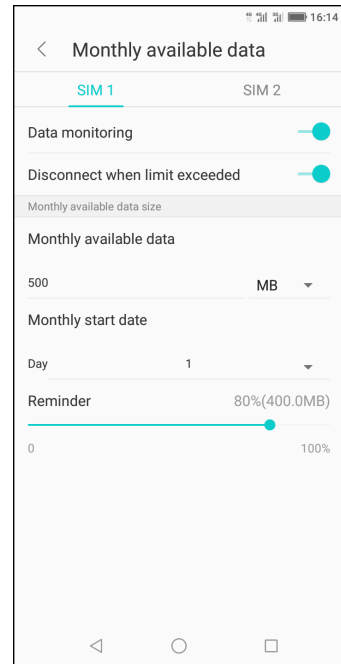 16:14
Monthly available data
SIM 1 SIM 2
Data monitoring
Disconnect when limit exceeded
Monthly available data size
Monthly available data
500 MB
Monthly start date
Day 1
Reminder 80%(400.0MB)
0 100%